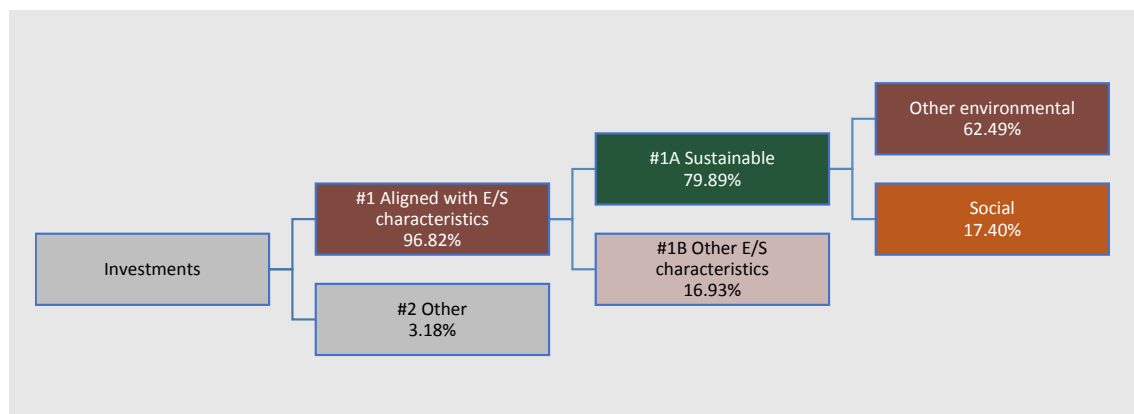 Investments
#1 Aligned with E/S
characteristics
96.82%
#2 Other
3.18%
#1A Sustainable
79.89%
#1B Other E/S
characteristics
16.93%
Other environmental
62.49%
Social
17.40%